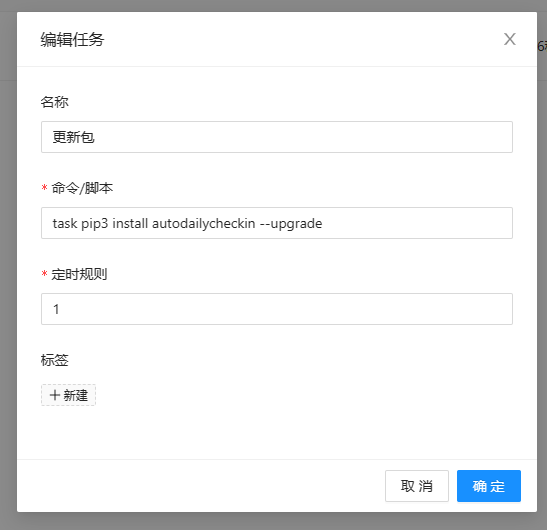 编辑任务
名称
更新包
* 命令/脚本
task pip3 install autodailycheckin --upgrade
* 定时规则
1
标签
+ 新建
取 消
确 定